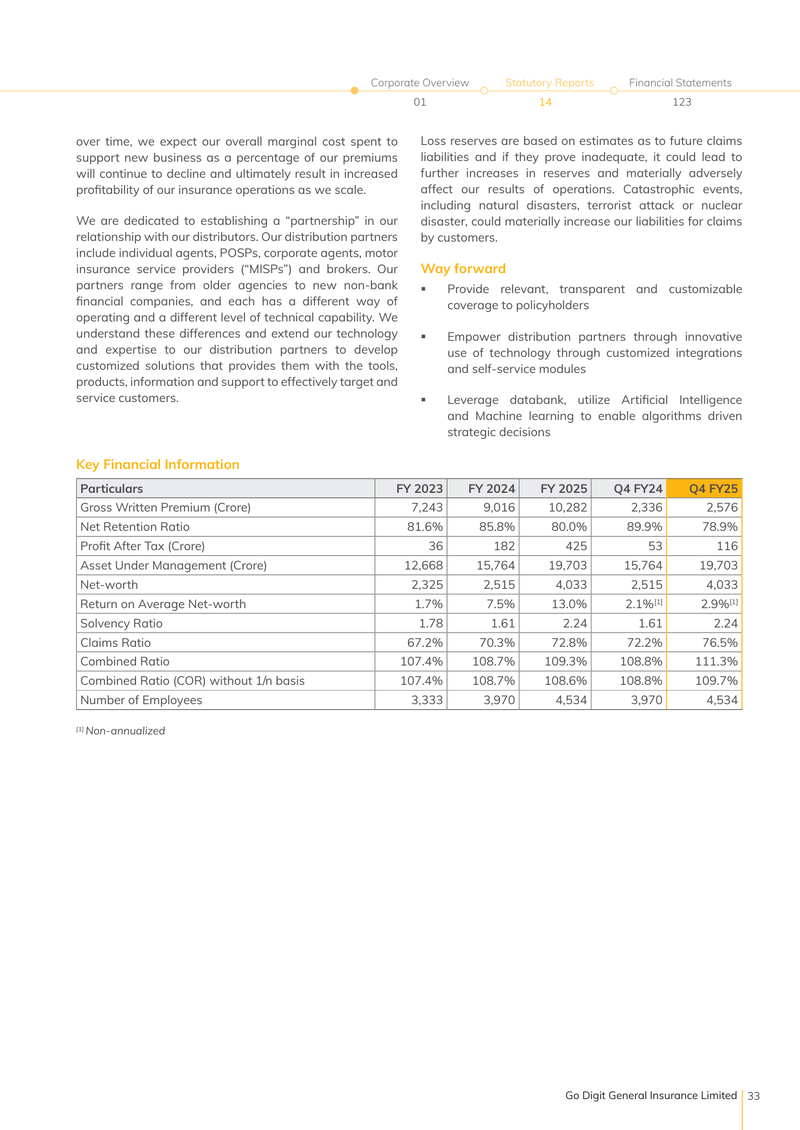 Corporate Overview Statutory Reports Financial Statements
01 14 123
over time, we expect our overall marginal cost spent to
support new business as a percentage of our premiums
will continue to decline and ultimately result in increased
profitability of our insurance operations as we scale.
We are dedicated to establishing a “partnership” in our
relationship with our distributors. Our distribution partners
include individual agents, POSPs, corporate agents, motor
insurance service providers (“MISPs”) and brokers. Our
partners range from older agencies to new non-bank
financial companies, and each has a different way of
operating and a different level of technical capability. We
understand these differences and extend our technology
and expertise to our distribution partners to develop
customized solutions that provides them with the tools,
products, information and support to effectively target and
service customers.
Loss reserves are based on estimates as to future claims
liabilities and if they prove inadequate, it could lead to
further increases in reserves and materially adversely
affect our results of operations. Catastrophic events,
including natural disasters, terrorist attack or nuclear
disaster, could materially increase our liabilities for claims
by customers.
Way forward
▪ Provide relevant, transparent and customizable
coverage to policyholders
▪ Empower distribution partners through innovative
use of technology through customized integrations
and self-service modules
▪ Leverage databank, utilize Artificial Intelligence
and Machine learning to enable algorithms driven
strategic decisions
Key Financial Information
Particulars FY 2023 FY 2024 FY 2025 Q4 FY24 Q4 FY25
Gross Written Premium (Crore) 7,243 9,016 10,282 2,336 2,576
Net Retention Ratio 81.6% 85.8% 80.0% 89.9% 78.9%
Profit After Tax (Crore) 36 182 425 53 116
Asset Under Management (Crore) 12,668 15,764 19,703 15,764 19,703
Net-worth 2,325 2,515 4,033 2,515 4,033
Return on Average Net-worth 1.7% 7.5% 13.0% 2.1%[1] 2.9%[1]
Solvency Ratio 1.78 1.61 2.24 1.61 2.24
Claims Ratio 67.2% 70.3% 72.8% 72.2% 76.5%
Combined Ratio 107.4% 108.7% 109.3% 108.8% 111.3%
Combined Ratio (COR) without 1/n basis 107.4% 108.7% 108.6% 108.8% 109.7%
Number of Employees 3,333 3,970 4,534 3,970 4,534
[1] Non-annualized
Go Digit General Insurance Limited 33